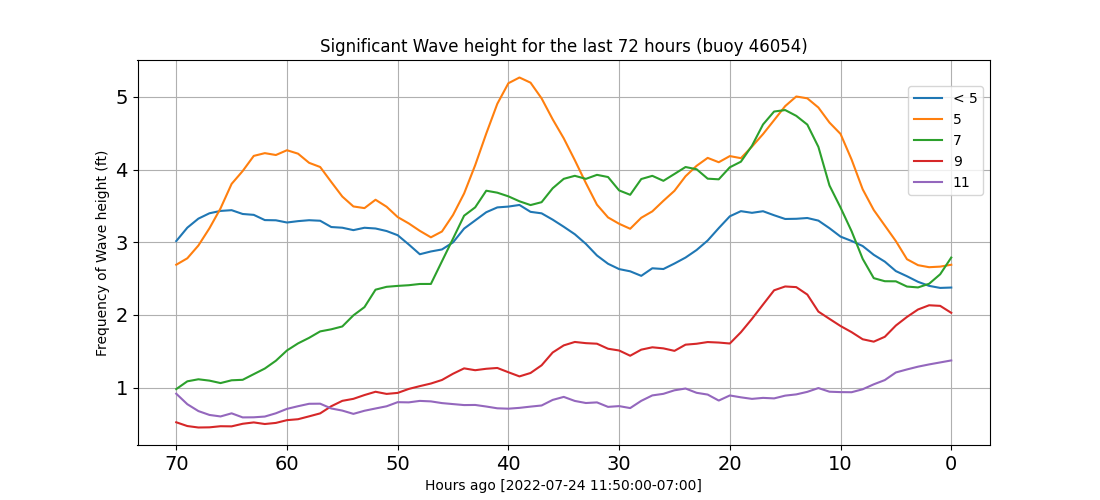 Significant Wave height for the last 72 hours (buoy 46054)
Frequency of Wave height (ft)
5
4
3
2
1
< 5
5
7
9
11
70 60 50 40 30 20 10 0
Hours ago [2022-07-24 11:50:00-07:00]